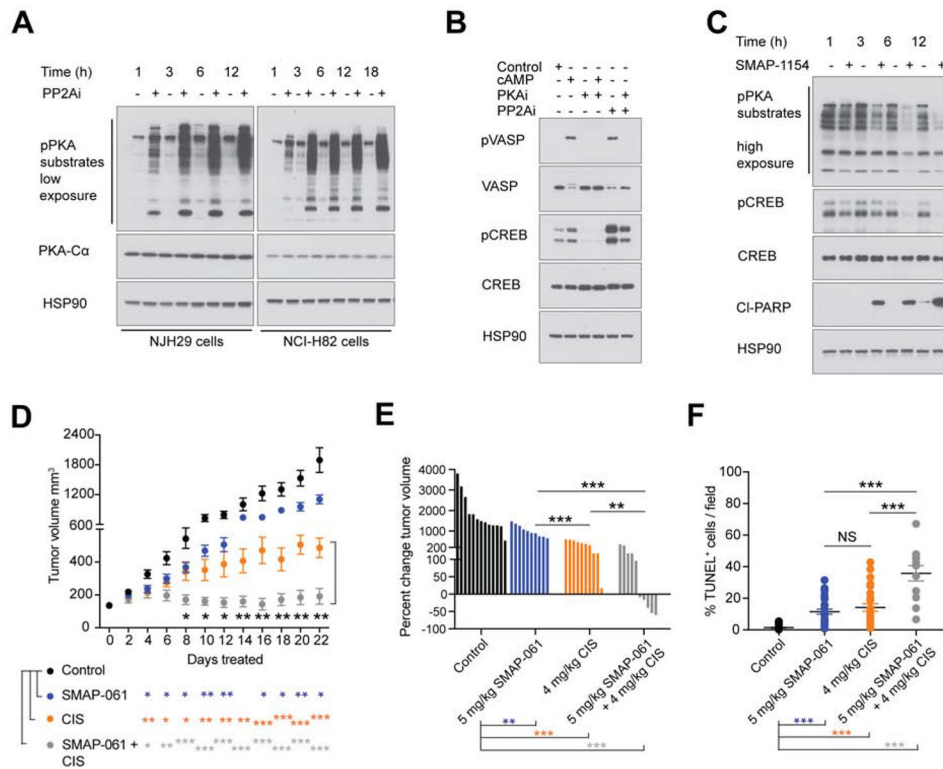 A
Time (h)
1 3 6 12 1 3 6 12 18
PP2Ai
- + - + - + - + - + - + - + - + - +
pPKA
substrates
low
exposure
PKA-Cα
HSP90
NJH29 cells NCI-H82 cells
B
Control + - - - - -
cAMP - + - + - -
PKAi - - + + - +
PP2Ai - - - - + +
pVASP
VASP
pCREB
CREB
HSP90
C
Time (h) 1 3 6 12
SMAP-1154 - + - + - + - + - +
pPKA
substrates
high
exposure
pCREB
CREB
Cl-PARP
HSP90
D
Tumor volume mm³
2400
1800
1200
600
400
200
0
* * * ** ** ** ** **
0 2 4 6 8 10 12 14 16 18 20 22
Days treated
Control
SMAP-061 * * * ** ** * * ** *
CIS ** * * ** ** ** *** *** *** ***
SMAP-061 +
CIS
* ** *** *** *** *** *** *** *** ***
E
Percent change tumor volume
4000
3000
2000
1000
200
150
100
50
0
-50
-100
***
*** **
Control
5 mg/kg SMAP-061
4 mg/kg CIS
5 mg/kg SMAP-061
+ 4 mg/kg CIS
**
***
***
F
% TUNEL⁺ cells / field
100
80
60
40
20
0
***
***
NS
Control
5 mg/kg SMAP-061
4 mg/kg CIS
5 mg/kg SMAP-061
+ 4 mg/kg CIS
***
***
***